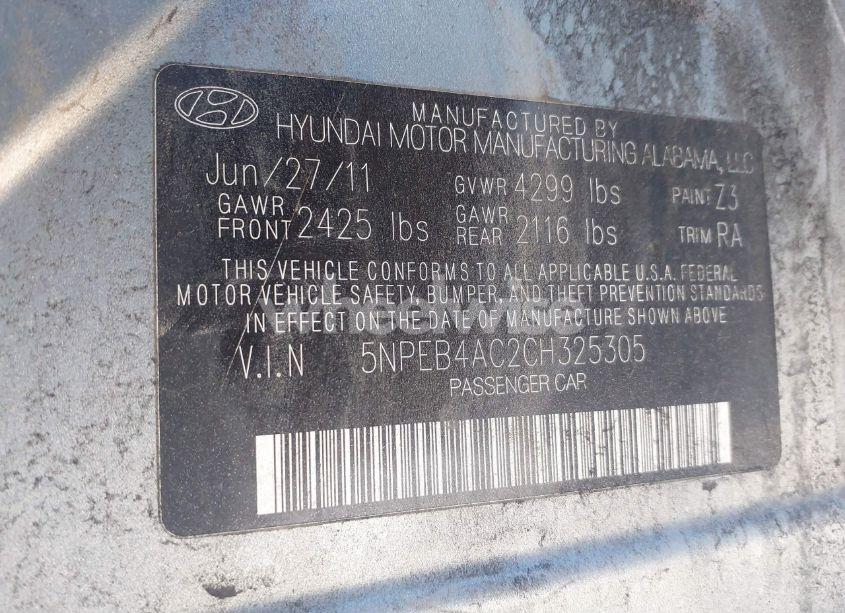 MANUFACTURED BY
HYUNDAI MOTOR MANUFACTURING ALABAMA, LLC
Jun/27/11 GVWR 4299 lbs PAINT Z3
GAWR FRONT 2425 lbs GAWR REAR 2116 lbs TRIM RA
THIS VEHICLE CONFORMS TO ALL APPLICABLE U.S.A. FEDERAL
MOTOR VEHICLE SAFETY, BUMPER, AND THEFT PREVENTION STANDARDS
IN EFFECT ON THE DATE OF MANUFACTURE SHOWN ABOVE
V.I.N 5NPEB4AC2CH325305
PASSENGER CAR